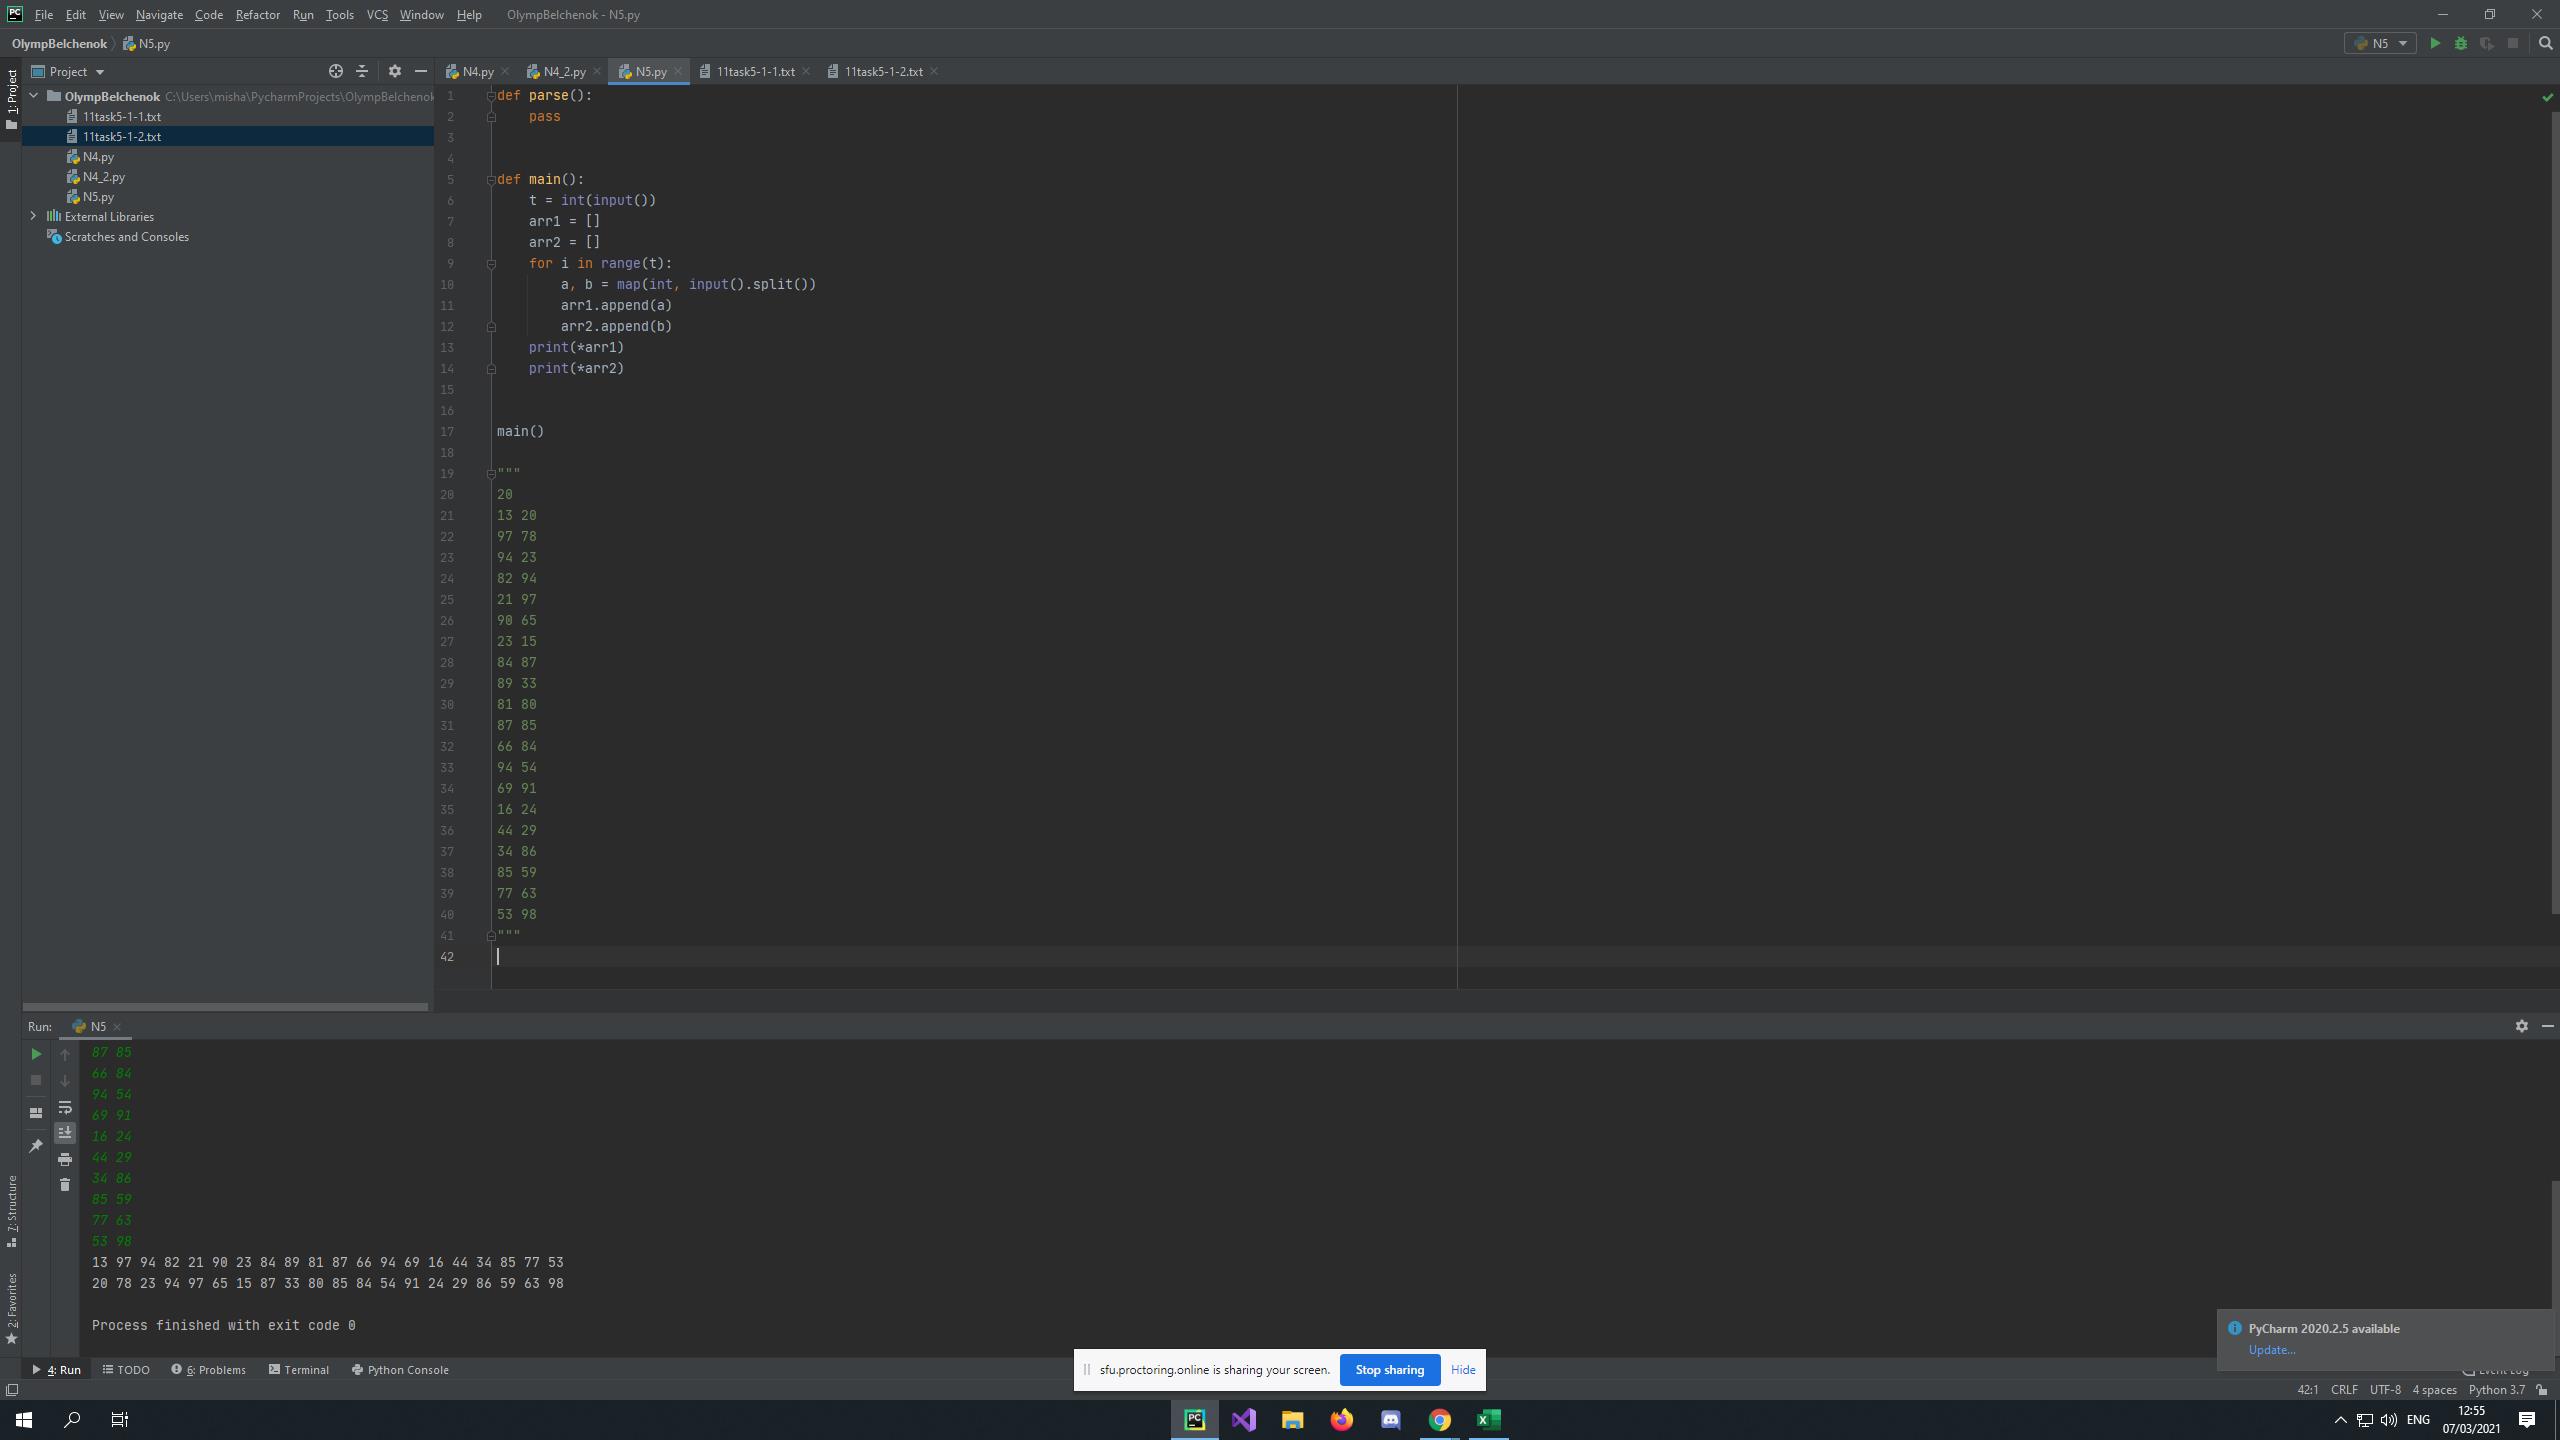 File Edit View Navigate Code Refactor Run Tools VCS Window Help OlympBelchenok - N5.py
OlympBelchenok N5.py N5
1: Project
Project
N4.py N4_2.py N5.py 11task5-1-1.txt 11task5-1-2.txt
OlympBelchenok C:\Users\misha\PycharmProjects\OlympBelchenok
11task5-1-1.txt
11task5-1-2.txt
N4.py
N4_2.py
N5.py
External Libraries
Scratches and Consoles
1 def parse():
2 pass
3
4
5 def main():
6 t = int(input())
7 arr1 = []
8 arr2 = []
9 for i in range(t):
10 a, b = map(int, input().split())
11 arr1.append(a)
12 arr2.append(b)
13 print(*arr1)
14 print(*arr2)
15
16
17 main()
18
19 """
20 20
21 13 20
22 97 78
23 94 23
24 82 94
25 21 97
26 90 65
27 23 15
28 84 87
29 89 33
30 81 80
31 87 85
32 66 84
33 94 54
34 69 91
35 16 24
36 44 29
37 34 86
38 85 59
39 77 63
40 53 98
41 """
42
Run: N5
87 85
66 84
94 54
69 91
16 24
44 29
34 86
85 59
77 63
53 98
13 97 94 82 21 90 23 84 89 81 87 66 94 69 16 44 34 85 77 53
20 78 23 94 97 65 15 87 33 80 85 84 54 91 24 29 86 59 63 98
Process finished with exit code 0
7: Structure
2: Favorites
PyCharm 2020.2.5 available
Update...
4: Run TODO 6: Problems Terminal Python Console
sfu.proctoring.online is sharing your screen. Stop sharing Hide
Event Log
42:1 CRLF UTF-8 4 spaces Python 3.7
ENG
12:55
07/03/2021